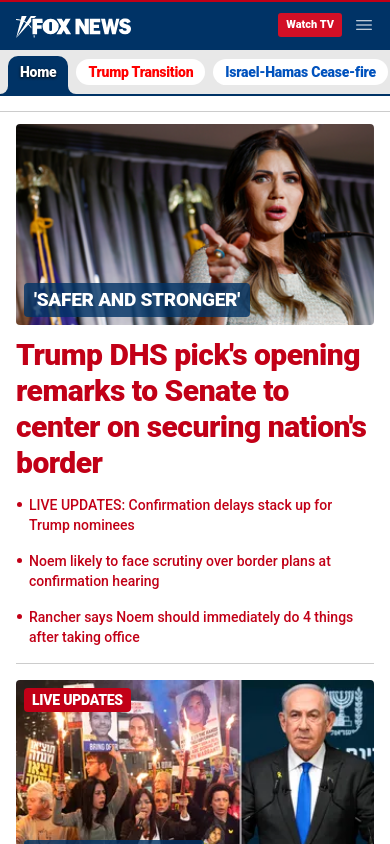 FOX NEWS
Watch TV
Home
Trump Transition
Israel-Hamas Cease-fire
'SAFER AND STRONGER'
Trump DHS pick's opening
remarks to Senate to
center on securing nation's
border
• LIVE UPDATES: Confirmation delays stack up for
Trump nominees
• Noem likely to face scrutiny over border plans at
confirmation hearing
• Rancher says Noem should immediately do 4 things
after taking office
LIVE UPDATES